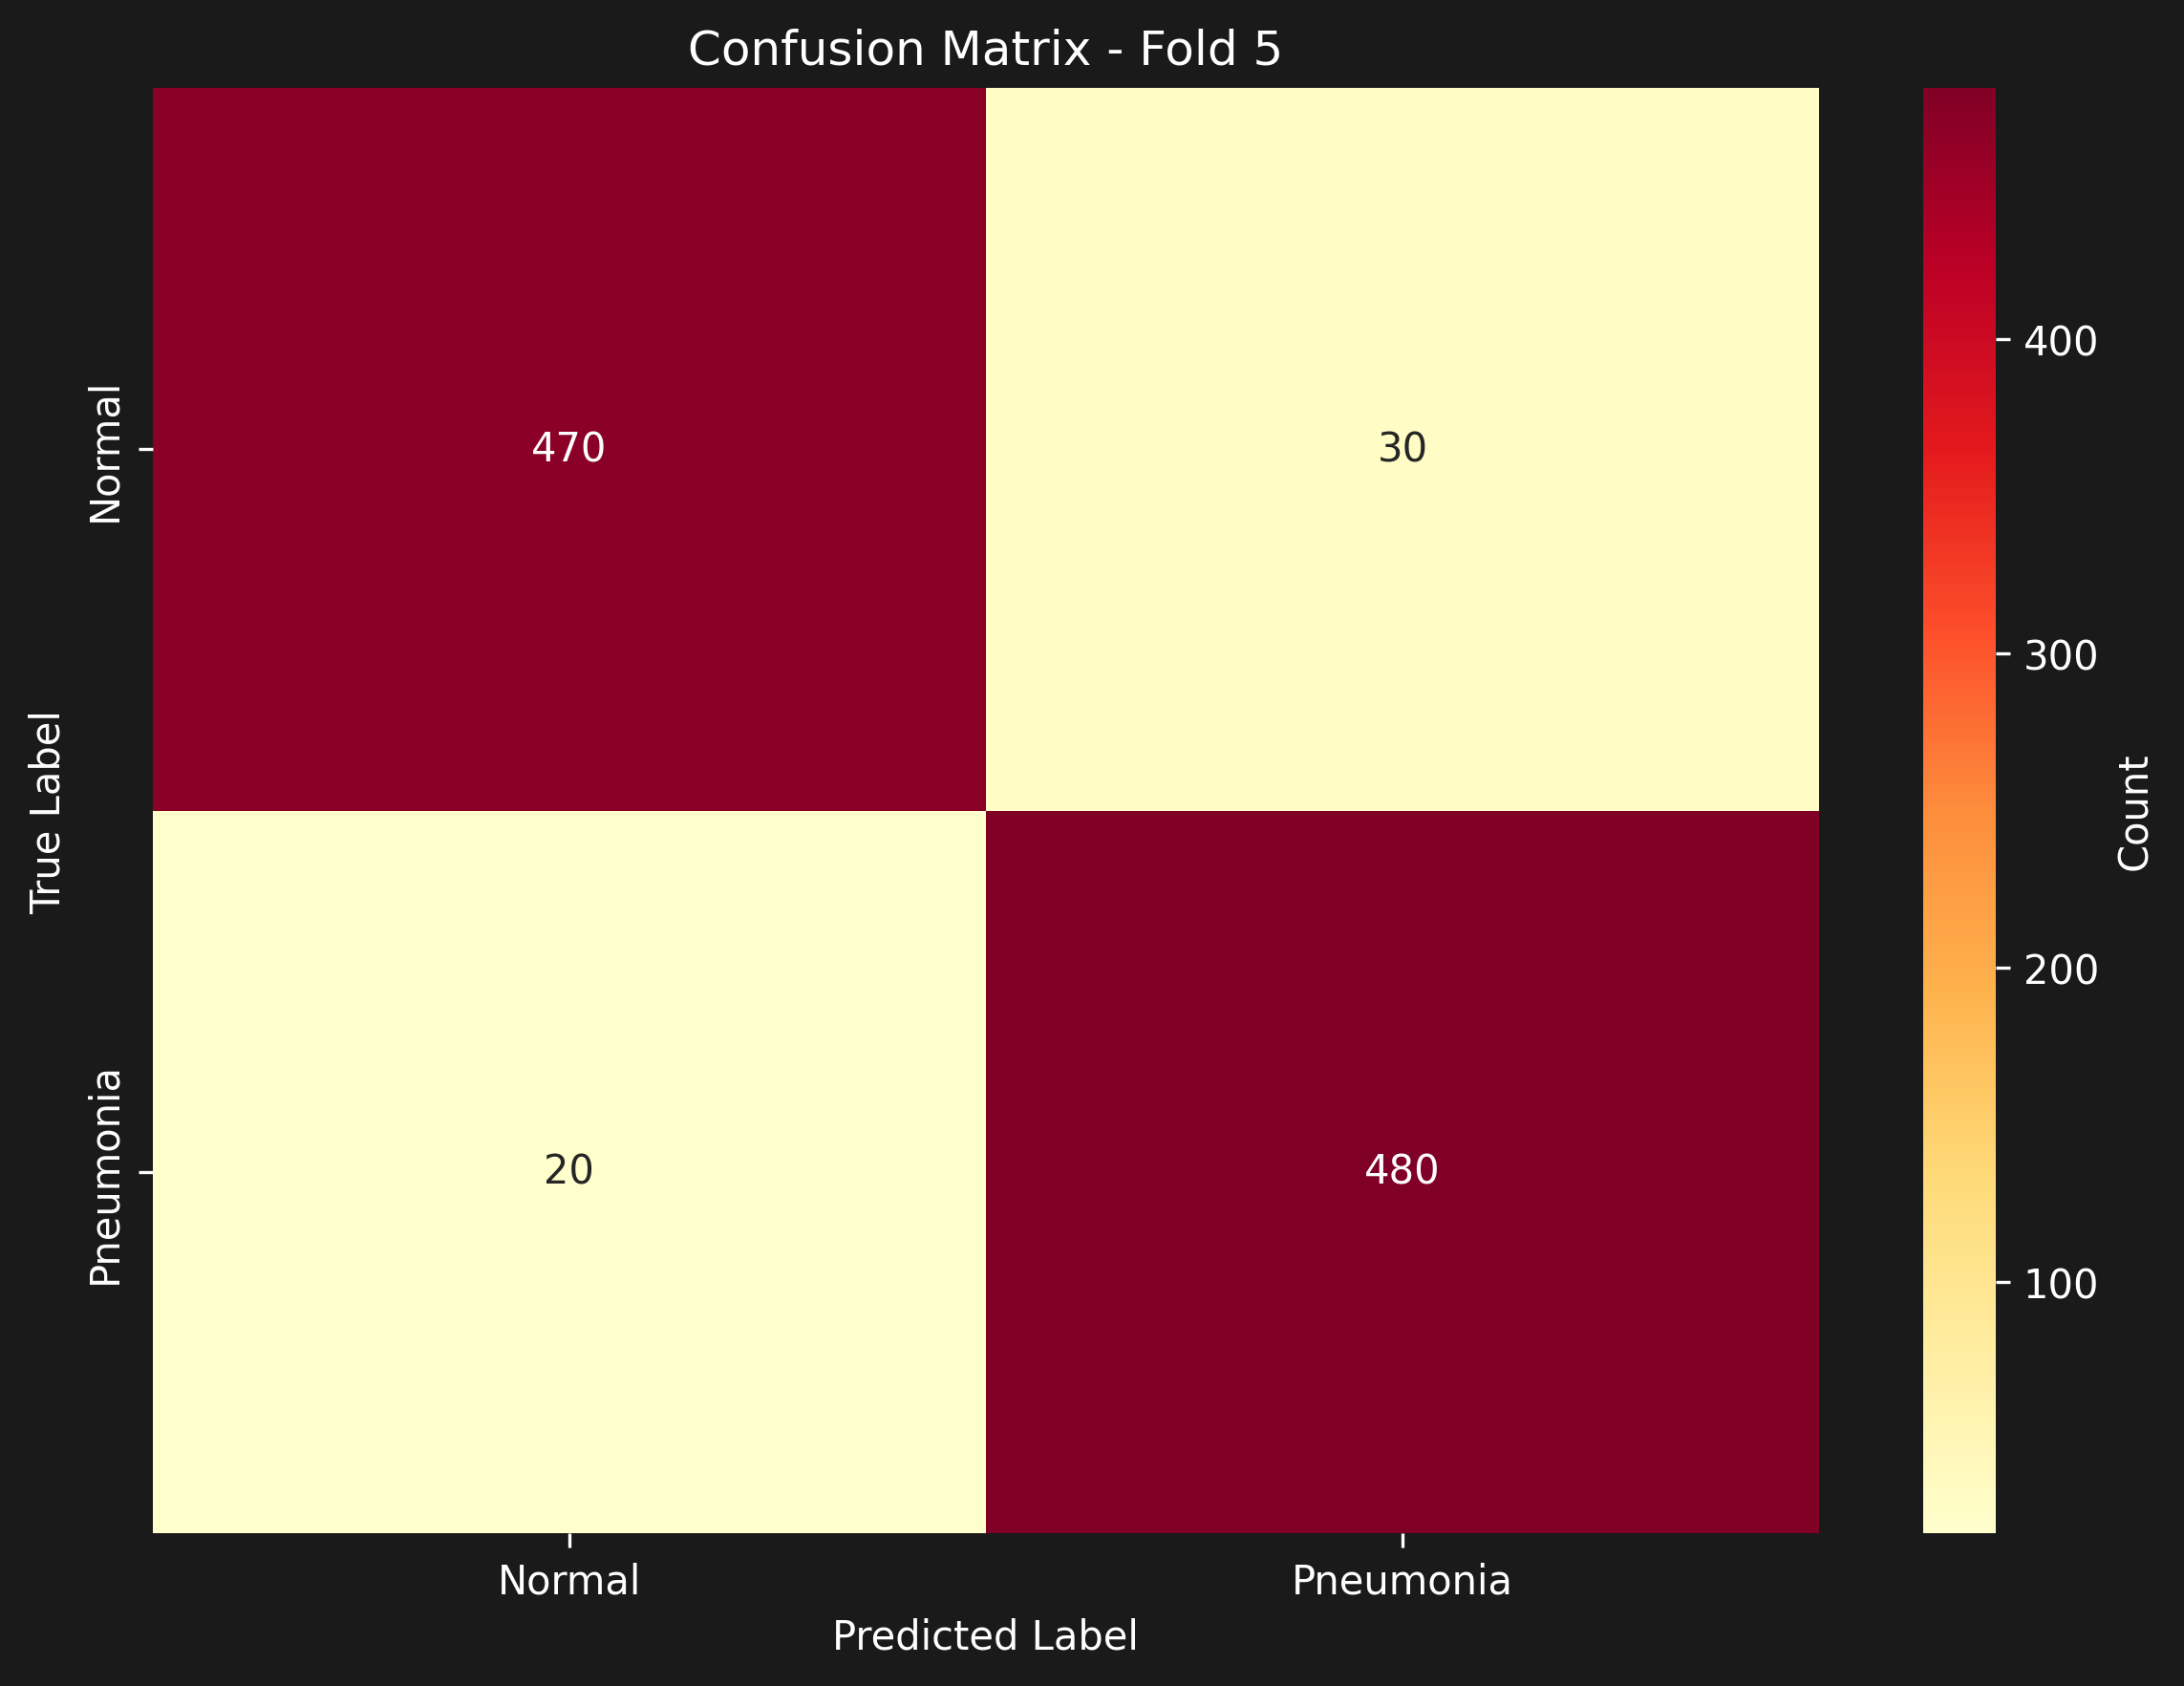 Confusion Matrix - Fold 5
True Label
Normal
470
30
Pneumonia
20
480
Normal
Pneumonia
Predicted Label
400
300
200
100
Count